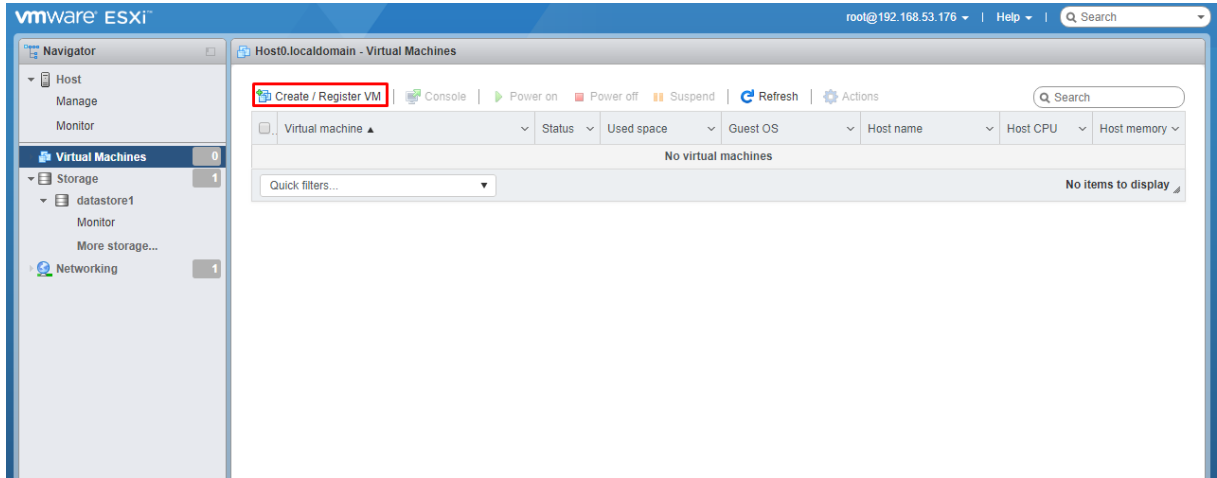 vmware ESXi™
root@192.168.53.176 | Help | Search
Navigator
Host
Manage
Monitor
Virtual Machines 0
Storage 1
datastore1
Monitor
More storage...
Networking 1
Host0.localdomain - Virtual Machines
Create / Register VM | Console | Power on Power off Suspend | Refresh | Actions
Search
Virtual machine Status Used space Guest OS Host name Host CPU Host memory
No virtual machines
Quick filters... No items to display